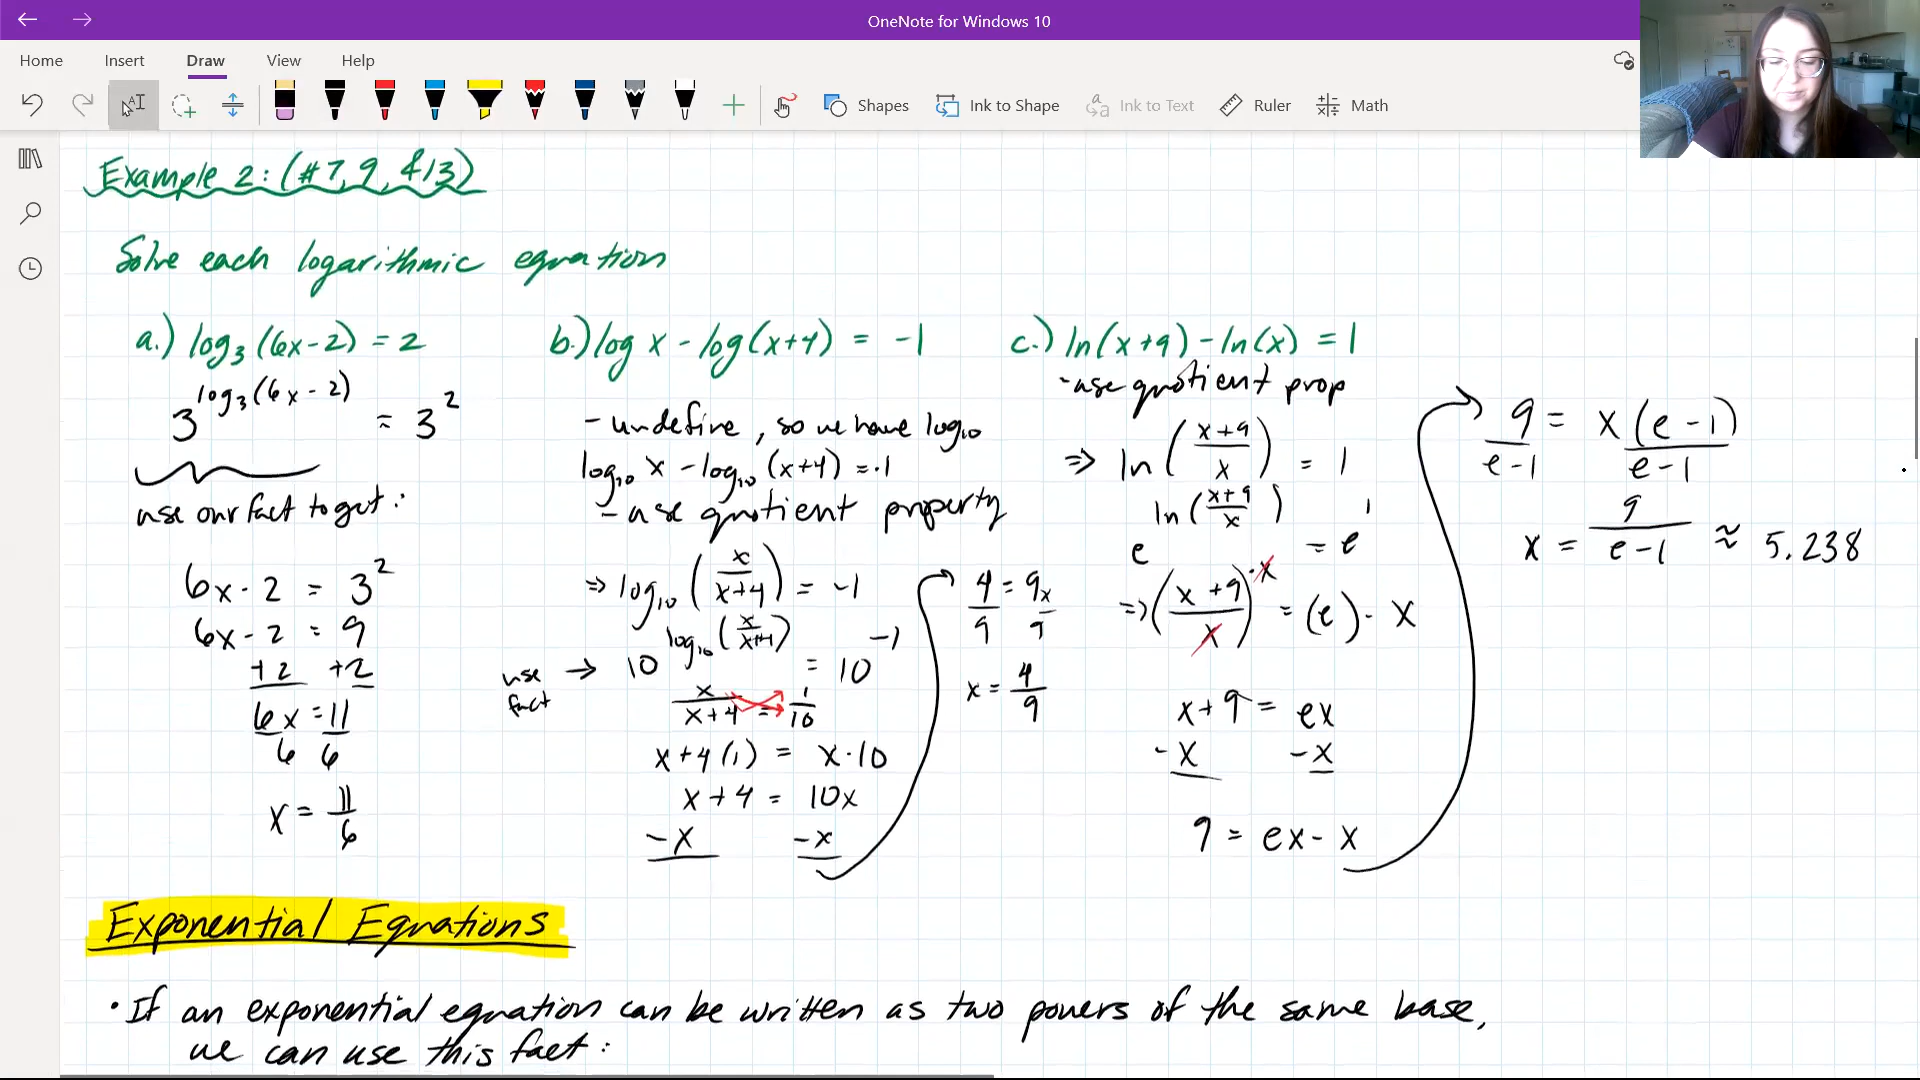 OneNote for Windows 10
Home Insert Draw View Help
Shapes Ink to Shape Ink to Text Ruler Math
Example 2: (#7, 9, &13)
Solve each logarithmic equation
a.) log₃(6x-2) = 2
3^log₃(6x-2) = 3²
use our fact to get:
6x-2 = 3²
6x-2 = 9
+2 +2
6x = 11
6 6
x = 11/6
b.) log x - log(x+4) = -1
- undefine, so we have log₁₀
log₁₀ x - log₁₀ (x+4) = -1
- use quotient property
⇒ log₁₀ (x/(x+4)) = -1
use fact → 10^log₁₀(x/(x+4)) = 10^-1
x/(x+4) = 1/10
x+4(1) = x·10
x+4 = 10x
-x -x
4/9 = 9x/9
x = 4/9
c.) ln(x+9) - ln(x) = 1
- use quotient prop
⇒ ln((x+9)/x) = 1
e^ln((x+9)/x) = e^1
⇒ ((x+9)/x)·x = (e)·x
x+9 = ex
-x -x
9 = ex-x
9/(e-1) = x(e-1)/(e-1)
x = 9/(e-1) ≈ 5.238
Exponential Equations
• If an exponential equation can be written as two powers of the same base,
we can use this fact: